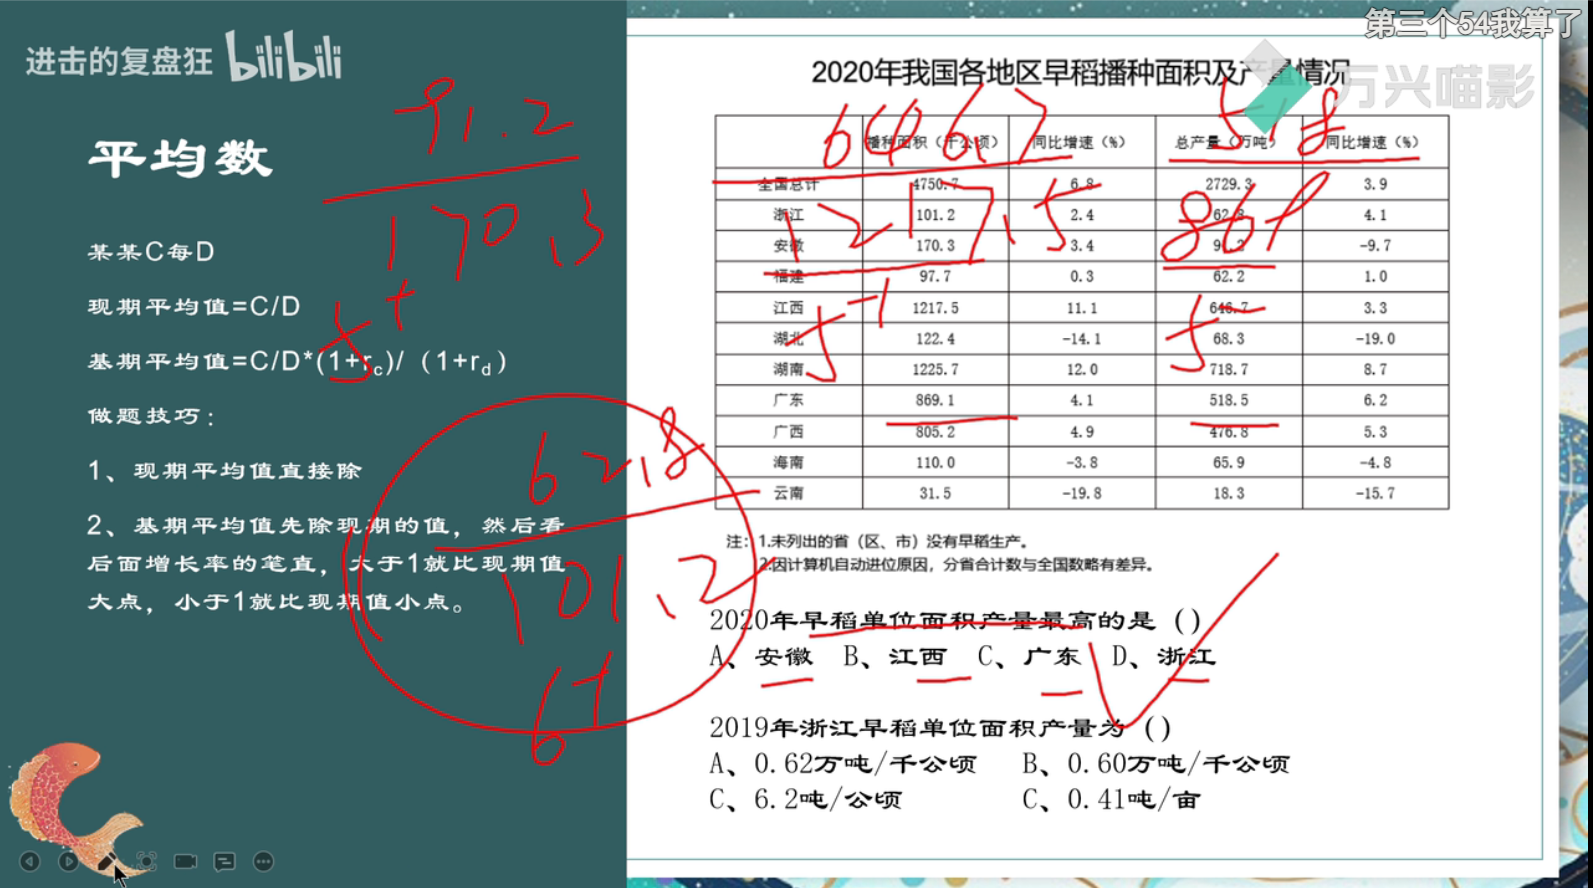 第三个54我算了
进击的复盘狂 bilibili
万兴喵影
平均数
某某C每D
现期平均值=C/D
基期平均值=C/D*(1+rc)/（1+rd）
做题技巧：
1、现期平均值直接除
2、基期平均值先除现期的值，然后看
后面增长率的笔直，大于1就比现期值
大点，小于1就比现期值小点。
91.2
170.3
5+
62.8
101.2
6+
2020年我国各地区早稻播种面积及产量情况
播种面积（千公顷） 同比增速（%） 总产量（万吨） 同比增速（%）
全国总计 4750.7 6.8 2729.3 3.9
浙江 101.2 2.4 62.8 4.1
安徽 170.3 3.4 91.2 -9.7
福建 97.7 0.3 62.2 1.0
江西 1217.5 11.1 646.7 3.3
湖北 122.4 -14.1 68.3 -19.0
湖南 1225.7 12.0 718.7 8.7
广东 869.1 4.1 518.5 6.2
广西 805.2 4.9 476.8 5.3
海南 110.0 -3.8 65.9 -4.8
云南 31.5 -19.8 18.3 -15.7
646.7
1217.5
5-
518
869
5
注：1.未列出的省（区、市）没有早稻生产。
2.因计算机自动进位原因，分省合计数与全国数略有差异。
2020年早稻单位面积产量最高的是（）
A、安徽 B、江西 C、广东 D、浙江
2019年浙江早稻单位面积产量为（）
A、0.62万吨/千公顷 B、0.60万吨/千公顷
C、6.2吨/公顷 C、0.41吨/亩